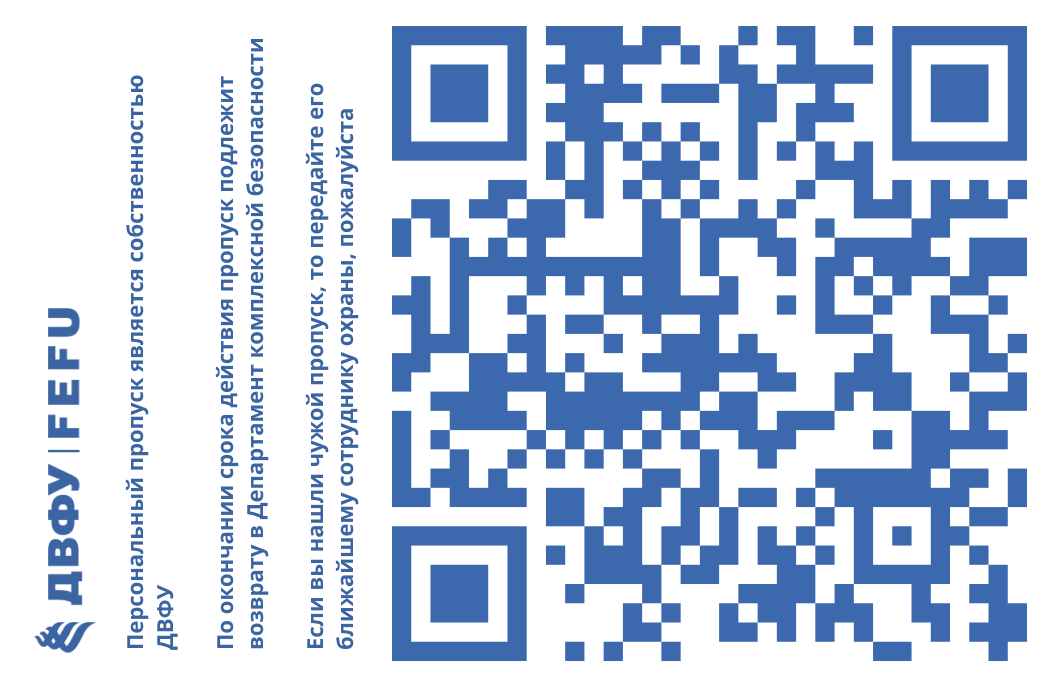 ДВФУ | FEFU
Персональный пропуск является собственностью
ДВФУ
По окончании срока действия пропуск подлежит
возврату в Департамент комплексной безопасности
Если вы нашли чужой пропуск, то передайте его
ближайшему сотруднику охраны, пожалуйста